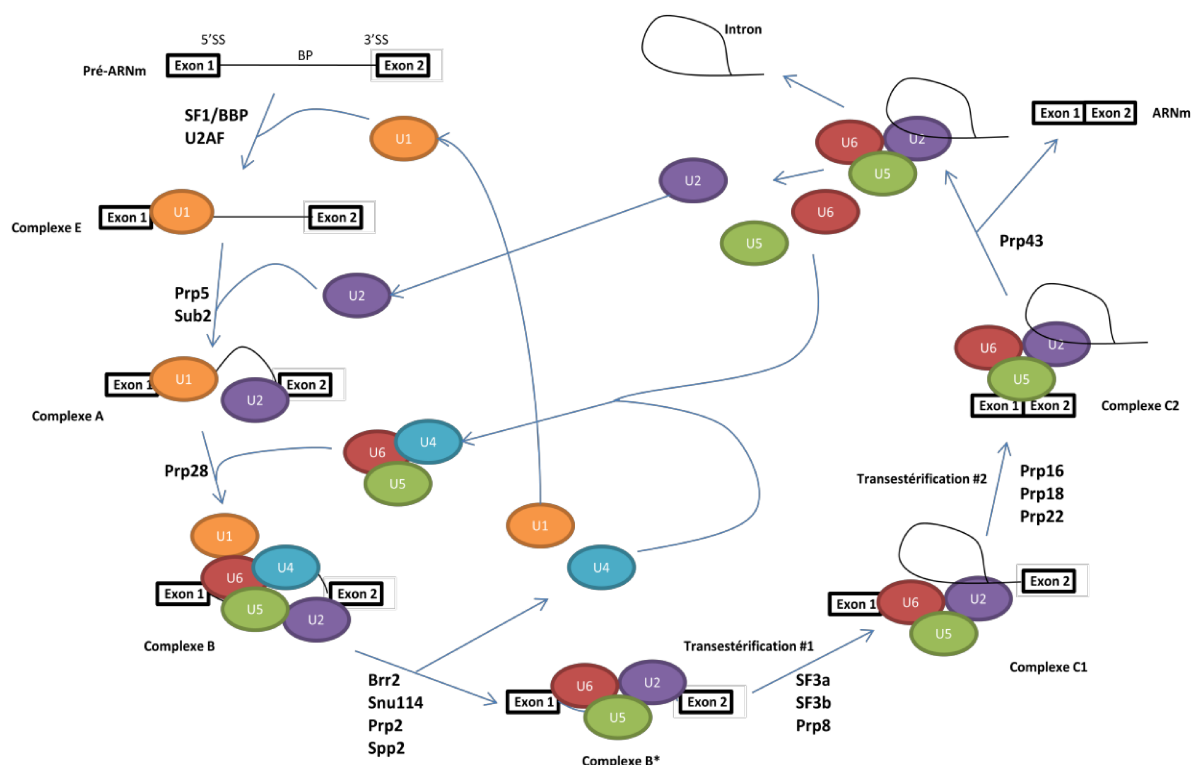 5'SS
BP
3'SS
Pré-ARNm
Exon 1
Exon 2
SF1/BBP
U2AF
U1
Complexe E
Exon 1
U1
Exon 2
Prp5
Sub2
U2
Complexe A
Exon 1
U1
U2
Exon 2
Prp28
U6
U4
U5
Complexe B
U1
Exon 1
U6
U4
U5
U2
Exon 2
Brr2
Snu114
Prp2
Spp2
U1
U4
Complexe B*
Exon 1
U6
U2
U5
Exon 2
Transestérification #1
SF3a
SF3b
Prp8
Complexe C1
Exon 1
U6
U2
U5
Exon 2
Transestérification #2
Prp16
Prp18
Prp22
Complexe C2
U6
U2
U5
Exon 1
Exon 2
Prp43
Exon 1
Exon 2
ARNm
U6
U2
U5
Intron
U2
U6
U5